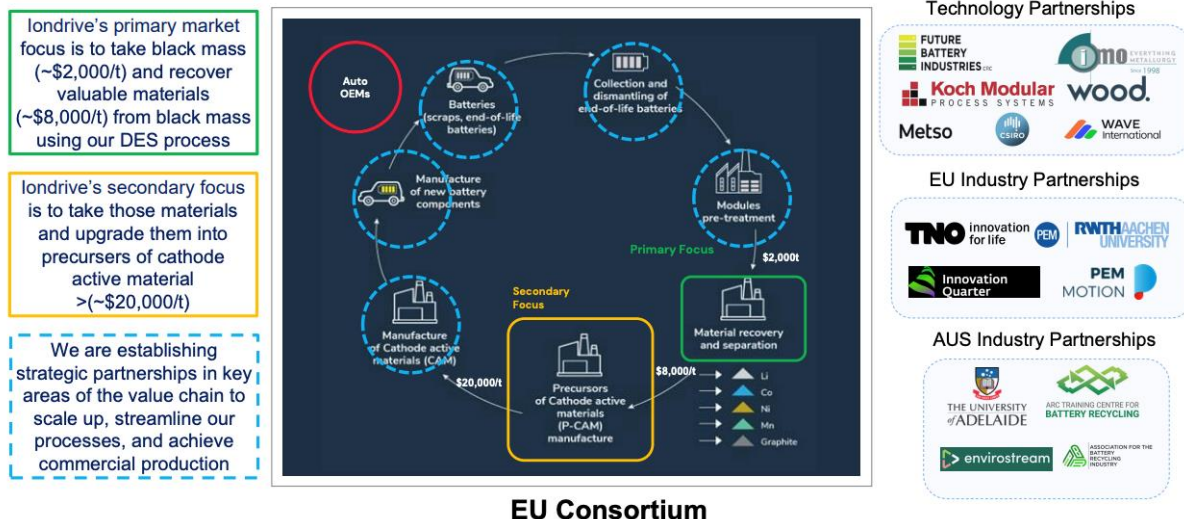 Iondrive's primary market
focus is to take black mass
(~$2,000/t) and recover
valuable materials
(~$8,000/t) from black mass
using our DES process
Iondrive's secondary focus
is to take those materials
and upgrade them into
precursers of cathode
active material
>(~$20,000/t)
We are establishing
strategic partnerships in key
areas of the value chain to
scale up, streamline our
processes, and achieve
commercial production
Auto
OEMs
Batteries
(scraps, end-of-life
batteries)
Collection and
dismantling of
end-of-life batteries
Manufacture
of new battery
components
Modules
pre-treatment
Primary Focus
$2,000t
Secondary
Focus
Material recovery
and separation
Manufacture
of Cathode active
materials (CAM)
$20,000/t
Precursors
of Cathode active
materials
(P-CAM)
manufacture
$8,000/t
Li
Co
Ni
Mn
Graphite
EU Consortium
Technology Partnerships
FUTURE
BATTERY
INDUSTRIES CRC
imo EVERYTHING
METALLURGY
Since 1998
Koch Modular
PROCESS SYSTEMS
wood.
Metso
CSIRO
WAVE
International
EU Industry Partnerships
TNO innovation
for life
PEM
RWTHAACHEN
UNIVERSITY
Innovation
Quarter
PEM
MOTION
AUS Industry Partnerships
THE UNIVERSITY
of ADELAIDE
ARC TRAINING CENTRE FOR
BATTERY RECYCLING
envirostream
ASSOCIATION FOR THE
BATTERY
RECYCLING
INDUSTRY